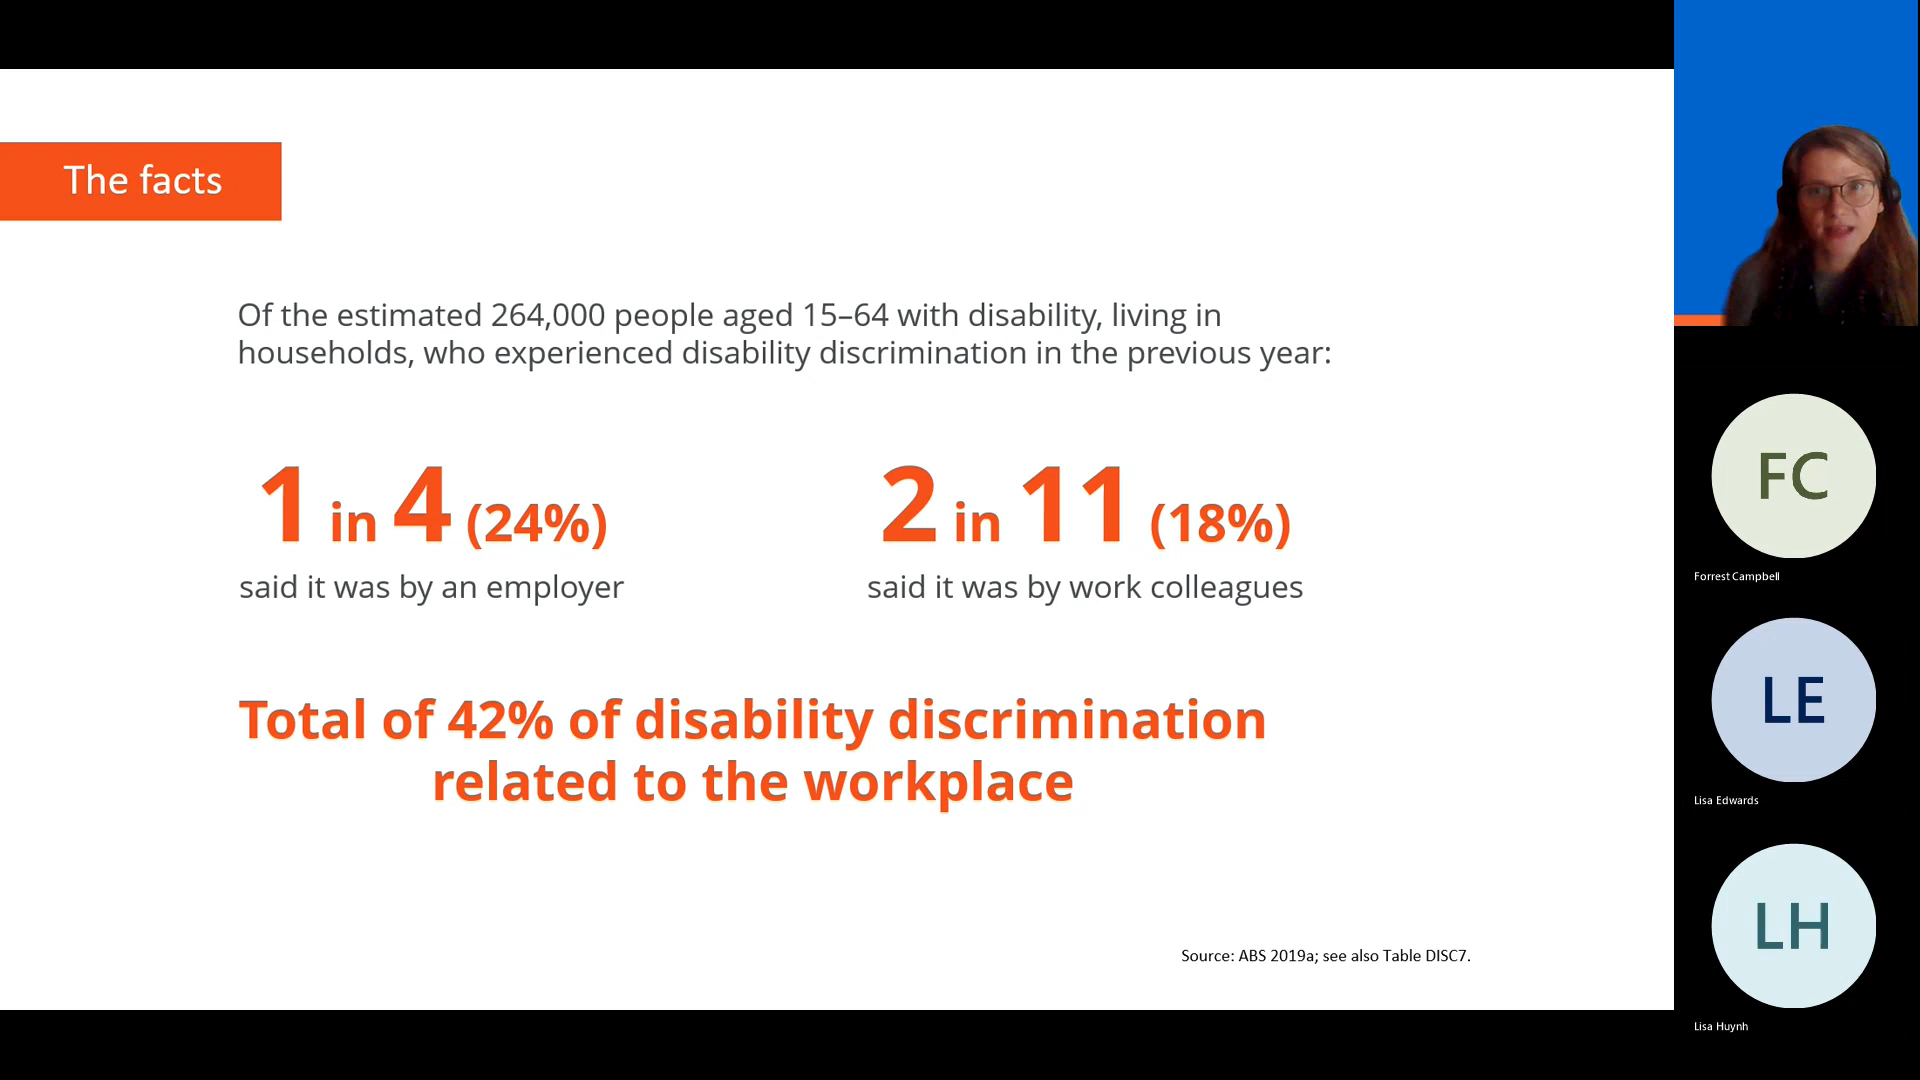 The facts
Of the estimated 264,000 people aged 15–64 with disability, living in
households, who experienced disability discrimination in the previous year:
1 in 4 (24%)
said it was by an employer
2 in 11 (18%)
said it was by work colleagues
Total of 42% of disability discrimination
related to the workplace
Source: ABS 2019a; see also Table DISC7.
FC
Forrest Campbell
LE
Lisa Edwards
LH
Lisa Huynh